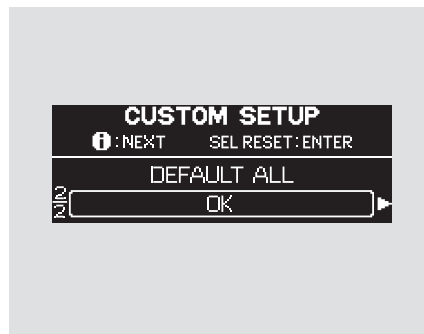 CUSTOM SETUP
i:NEXT SEL RESET:ENTER
DEFAULT ALL
2/2 OK